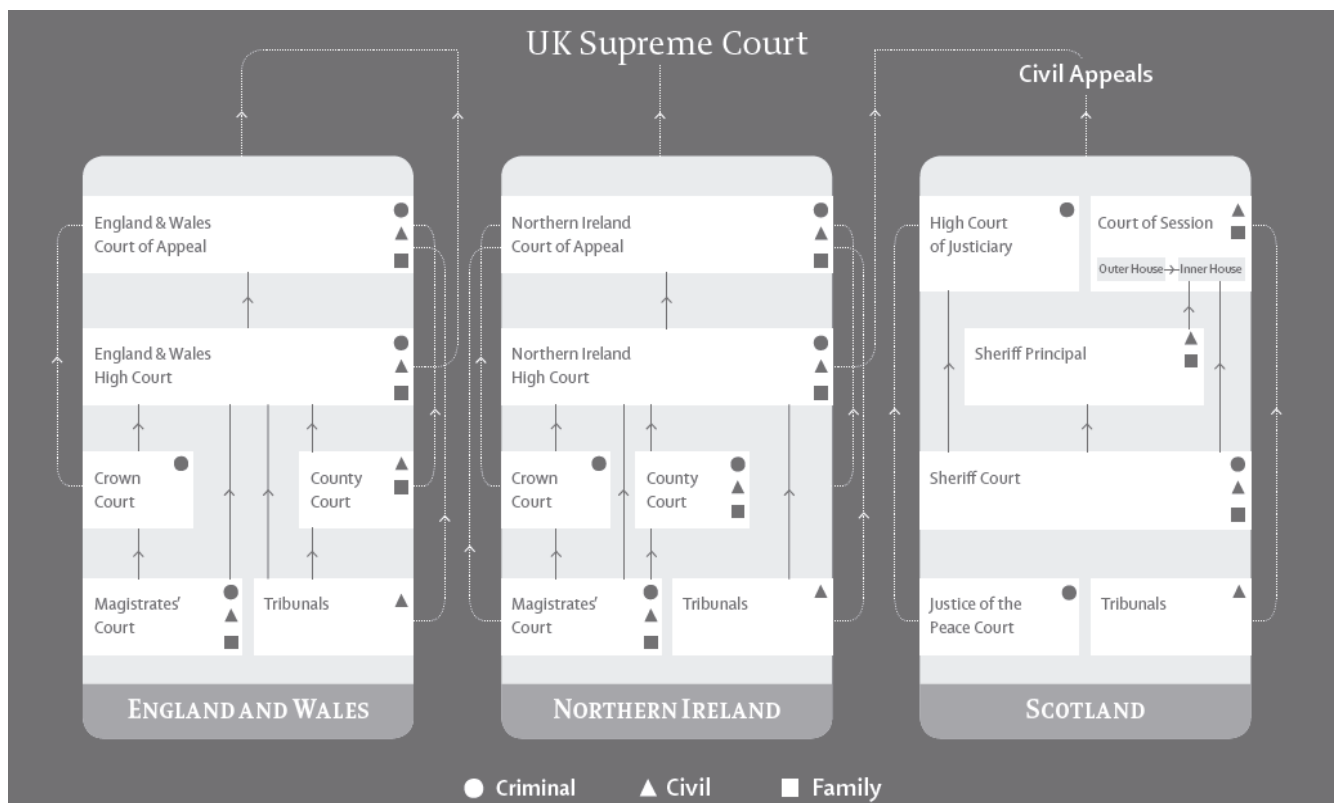 UK Supreme Court
Civil Appeals
England & Wales
Court of Appeal
England & Wales
High Court
Crown
Court
County
Court
Magistrates'
Court
Tribunals
ENGLAND AND WALES
Northern Ireland
Court of Appeal
Northern Ireland
High Court
Crown
Court
County
Court
Magistrates'
Court
Tribunals
NORTHERN IRELAND
High Court
of Justiciary
Court of Session
Outer House
Inner House
Sheriff Principal
Sheriff Court
Justice of the
Peace Court
Tribunals
SCOTLAND
Criminal
Civil
Family